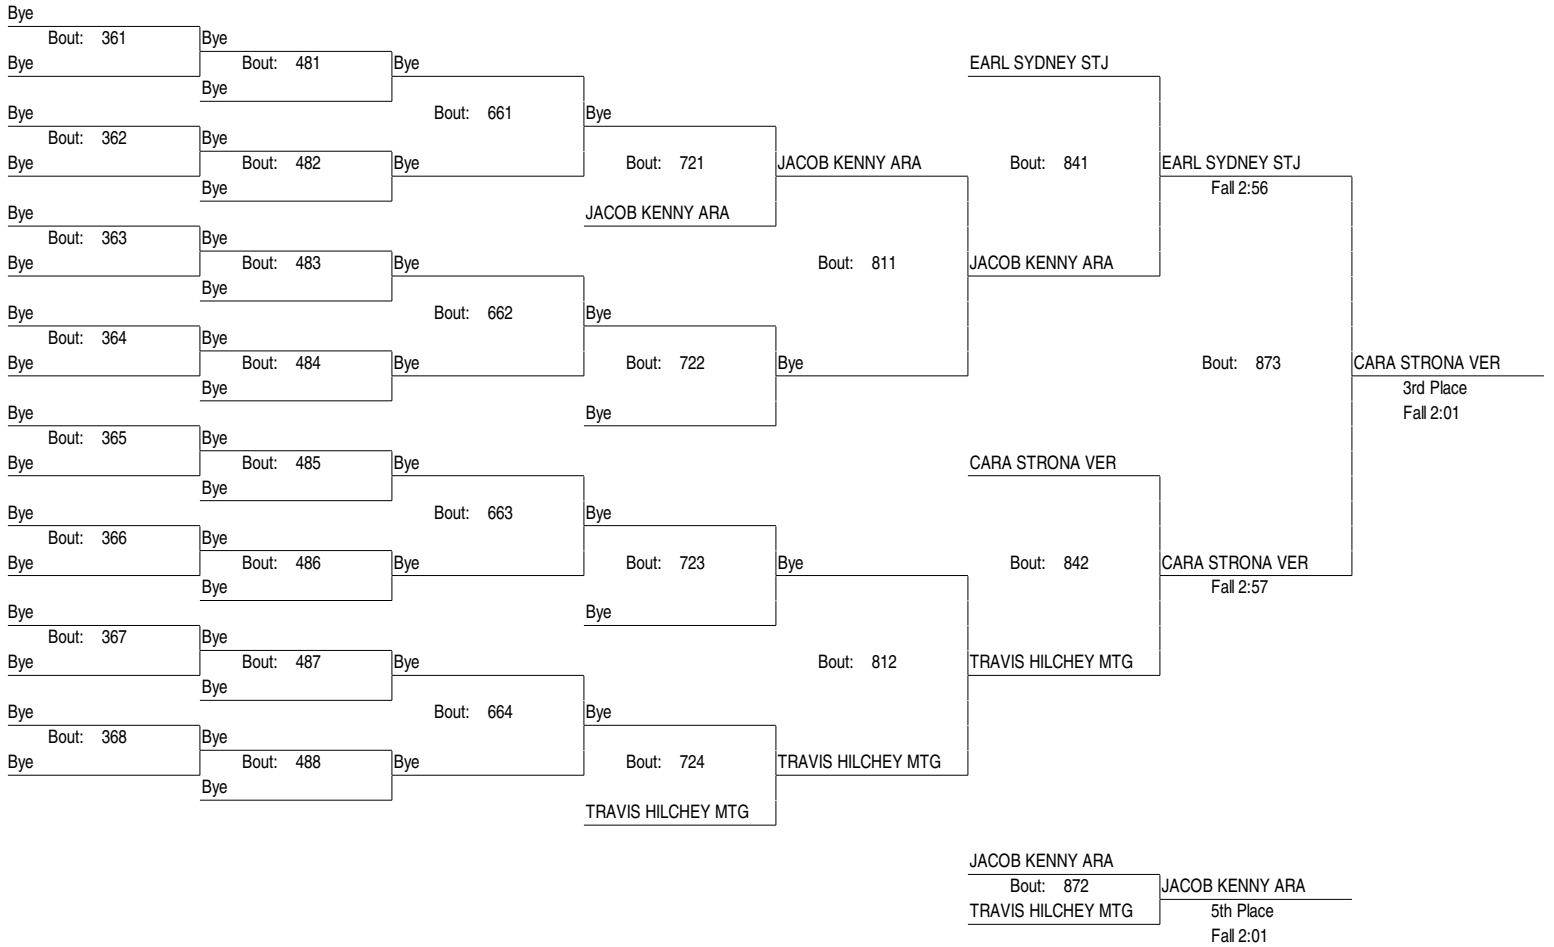 Bye
Bout: 361 Bye
Bye Bout: 481 Bye EARL SYDNEY STJ
Bye
Bye Bout: 661 Bye
Bout: 362 Bye
Bye Bout: 482 Bye Bout: 721 JACOB KENNY ARA Bout: 841 EARL SYDNEY STJ
Bye Fall 2:56
Bye JACOB KENNY ARA
Bout: 363 Bye
Bye Bout: 483 Bye Bout: 811 JACOB KENNY ARA
Bye
Bye Bout: 662 Bye
Bout: 364 Bye
Bye Bout: 484 Bye Bout: 722 Bye Bout: 873 CARA STRONA VER
Bye 3rd Place
Bye Bye Fall 2:01
Bout: 365 Bye
Bye Bout: 485 Bye CARA STRONA VER
Bye
Bye Bout: 663 Bye
Bout: 366 Bye
Bye Bout: 486 Bye Bout: 723 Bye Bout: 842 CARA STRONA VER
Bye Fall 2:57
Bye Bye
Bout: 367 Bye
Bye Bout: 487 Bye Bout: 812 TRAVIS HILCHEY MTG
Bye
Bye Bout: 664 Bye
Bout: 368 Bye
Bye Bout: 488 Bye Bout: 724 TRAVIS HILCHEY MTG
Bye
TRAVIS HILCHEY MTG
JACOB KENNY ARA
Bout: 872 JACOB KENNY ARA
TRAVIS HILCHEY MTG 5th Place
Fall 2:01